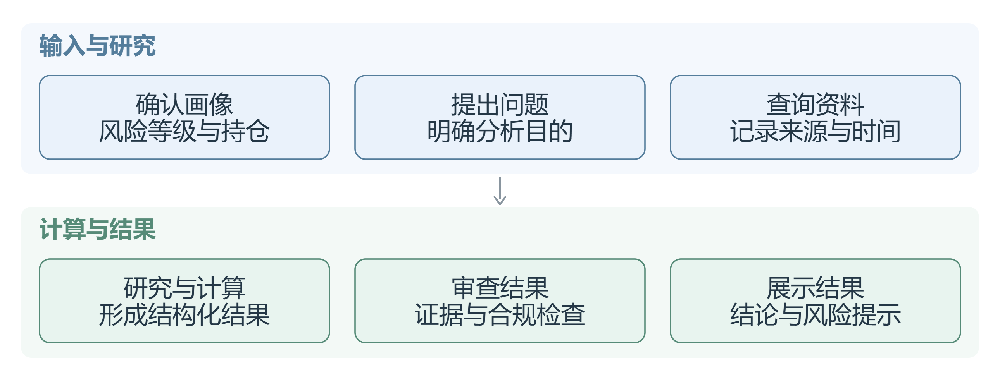 输入与研究
确认画像
风险等级与持仓
提出问题
明确分析目的
查询资料
记录来源与时间
计算与结果
研究与计算
形成结构化结果
审查结果
证据与合规检查
展示结果
结论与风险提示